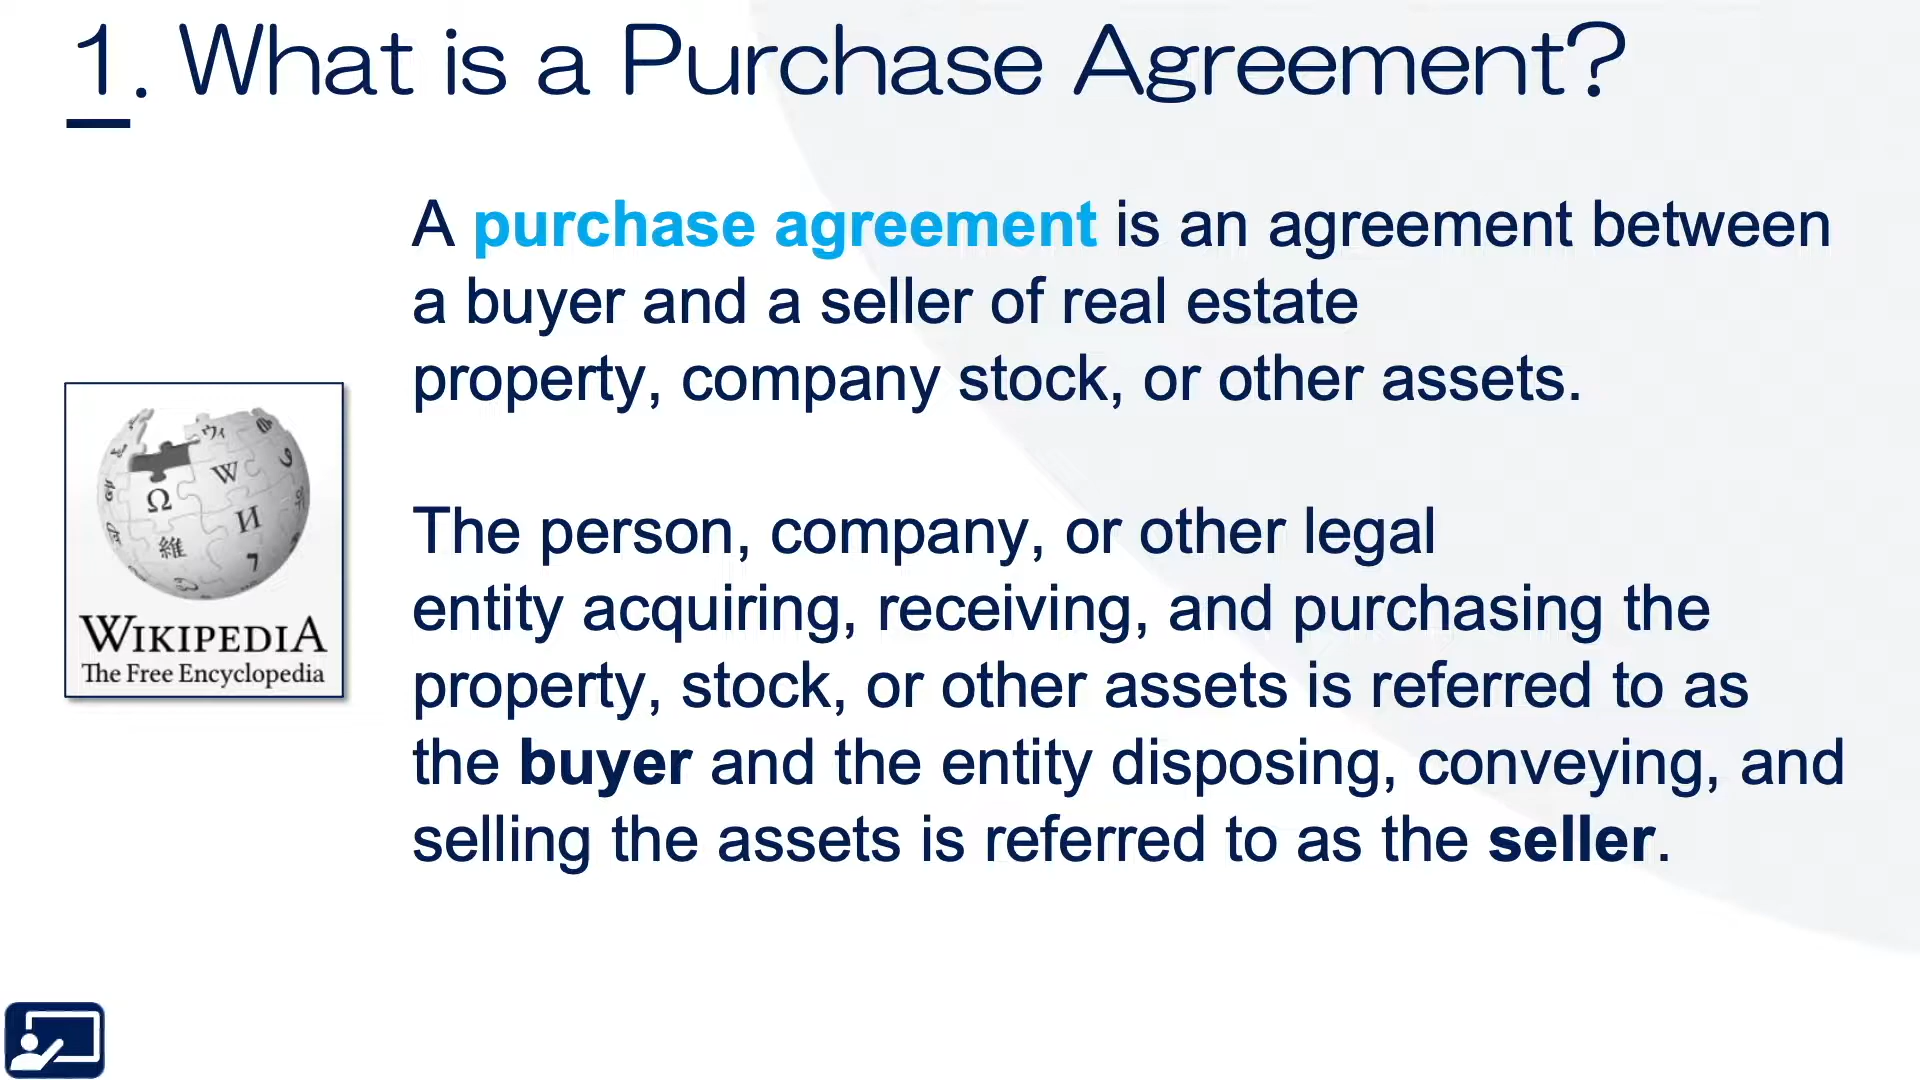 1. What is a Purchase Agreement?
A purchase agreement is an agreement between
a buyer and a seller of real estate
property, company stock, or other assets.
The person, company, or other legal
entity acquiring, receiving, and purchasing the
property, stock, or other assets is referred to as
the buyer and the entity disposing, conveying, and
selling the assets is referred to as the seller.
Ω W И
維
WIKIPEDIA
The Free Encyclopedia